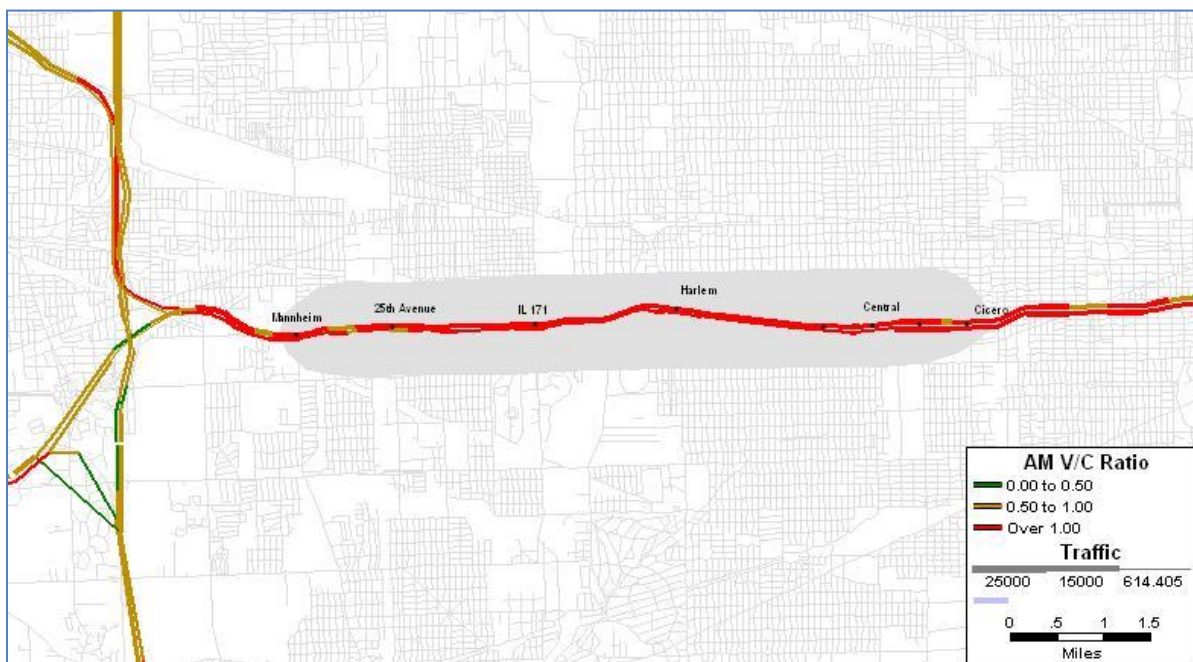 Mannheim
25th Avenue
IL 171
Harlem
Central
Cicero
AM V/C Ratio
0.00 to 0.50
0.50 to 1.00
Over 1.00
Traffic
25000 15000 614.405
0 .5 1 1.5
Miles